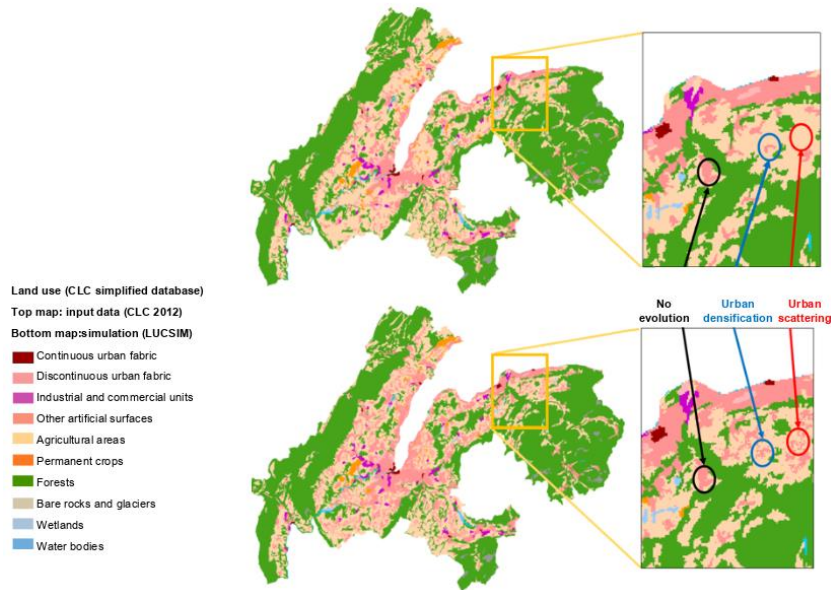 Land use (CLC simplified database)
Top map: input data (CLC 2012)
Bottom map:simulation (LUCSIM)
Continuous urban fabric
Discontinuous urban fabric
Industrial and commercial units
Other artificial surfaces
Agricultural areas
Permanent crops
Forests
Bare rocks and glaciers
Wetlands
Water bodies
No
evolution
Urban
densification
Urban
scattering